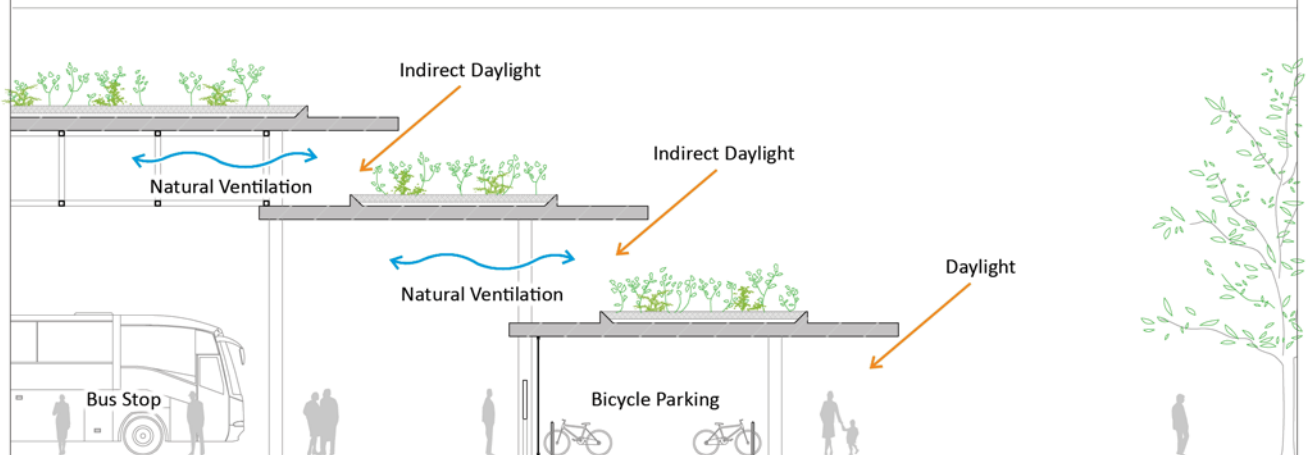 Indirect Daylight
Indirect Daylight
Natural Ventilation
Daylight
Natural Ventilation
Bus Stop
Bicycle Parking